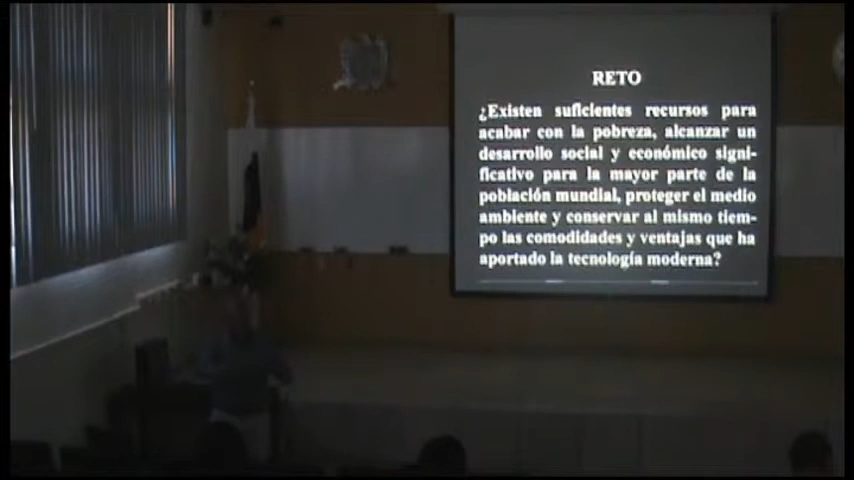 RETO
¿Existen suficientes recursos para
acabar con la pobreza, alcanzar un
desarrollo social y económico signi-
ficativo para la mayor parte de la
población mundial, proteger el medio
ambiente y conservar al mismo tiem-
po las comodidades y ventajas que ha
aportado la tecnología moderna?